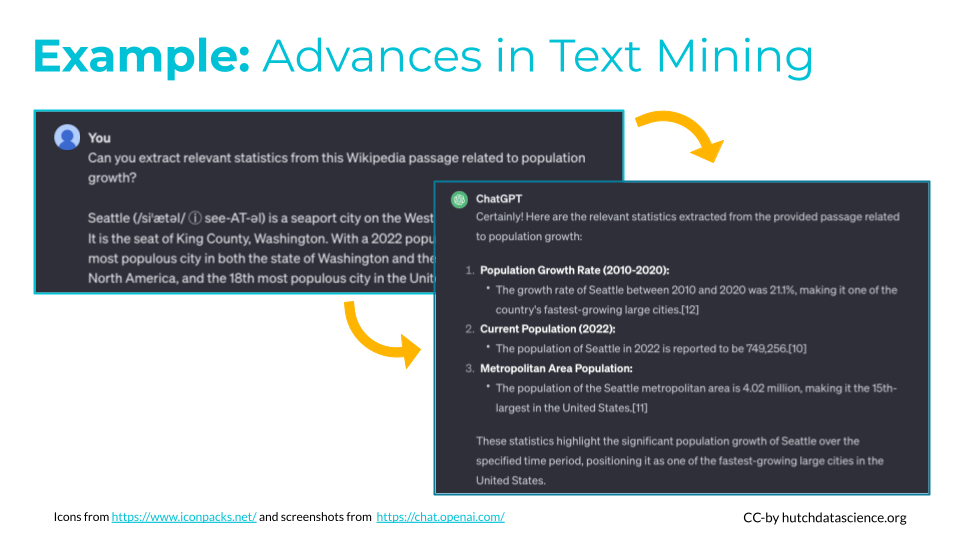 Example: Advances in Text Mining
You
Can you extract relevant statistics from this Wikipedia passage related to population
growth?
Seattle (/siˈætəl/ ⓘ see-AT-əl) is a seaport city on the West
It is the seat of King County, Washington. With a 2022 popu
most populous city in both the state of Washington and the
North America, and the 18th most populous city in the Unit
ChatGPT
Certainly! Here are the relevant statistics extracted from the provided passage related
to population growth:
1. Population Growth Rate (2010-2020):
• The growth rate of Seattle between 2010 and 2020 was 21.1%, making it one of the
country's fastest-growing large cities.[12]
2. Current Population (2022):
• The population of Seattle in 2022 is reported to be 749,256.[10]
3. Metropolitan Area Population:
• The population of the Seattle metropolitan area is 4.02 million, making it the 15th-
largest in the United States.[11]
These statistics highlight the significant population growth of Seattle over the
specified time period, positioning it as one of the fastest-growing large cities in the
United States.
Icons from https://www.iconpacks.net/ and screenshots from https://chat.openai.com/
CC-by hutchdatascience.org